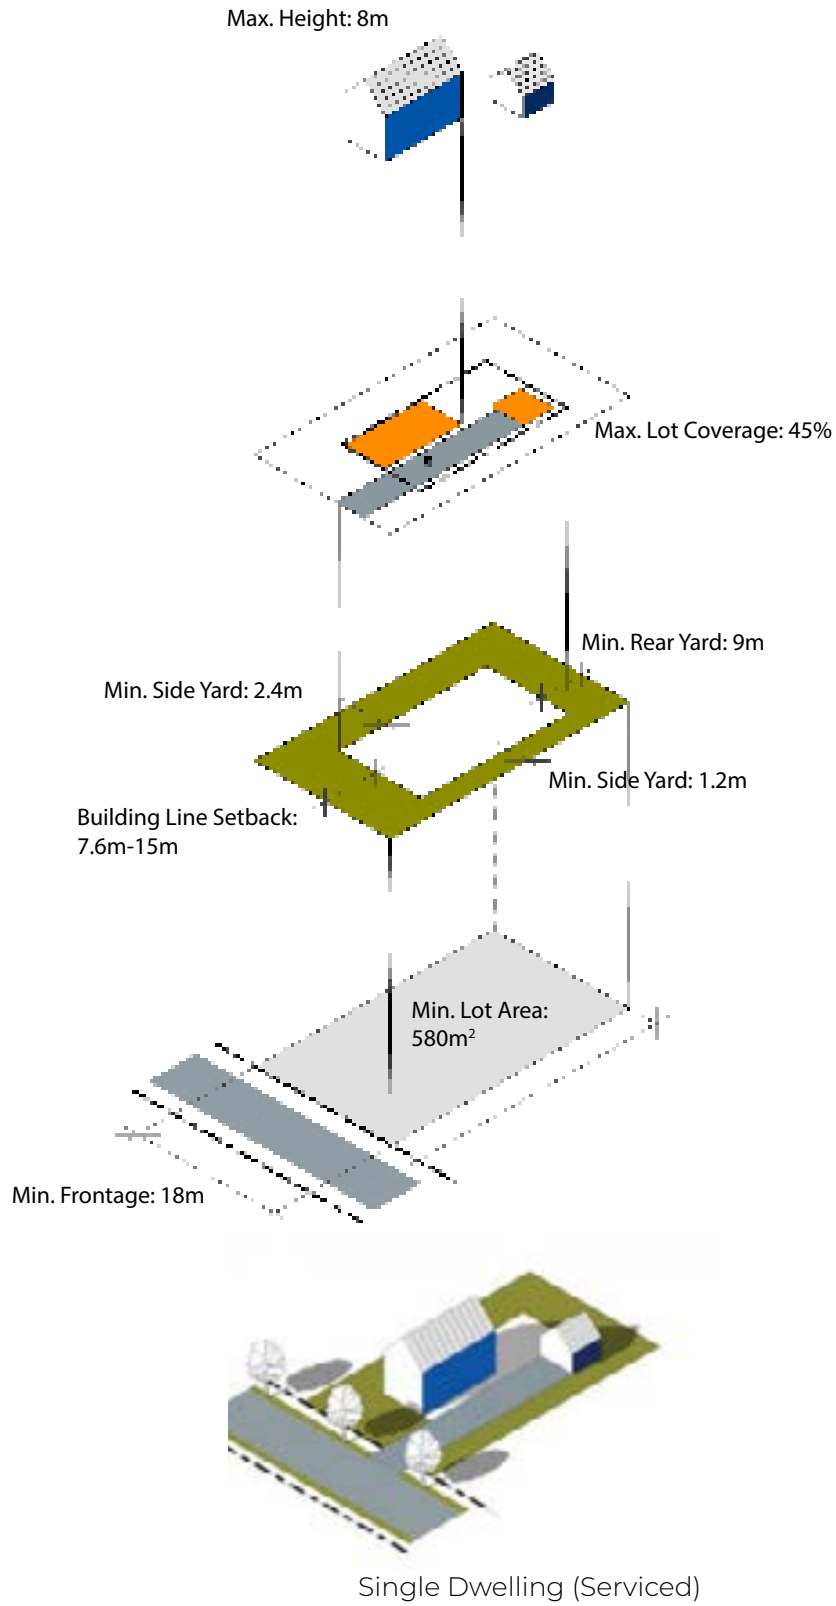 Max. Height: 8m
Max. Lot Coverage: 45%
Min. Rear Yard: 9m
Min. Side Yard: 2.4m
Min. Side Yard: 1.2m
Building Line Setback:
7.6m-15m
Min. Lot Area:
580m²
Min. Frontage: 18m
Single Dwelling (Serviced)